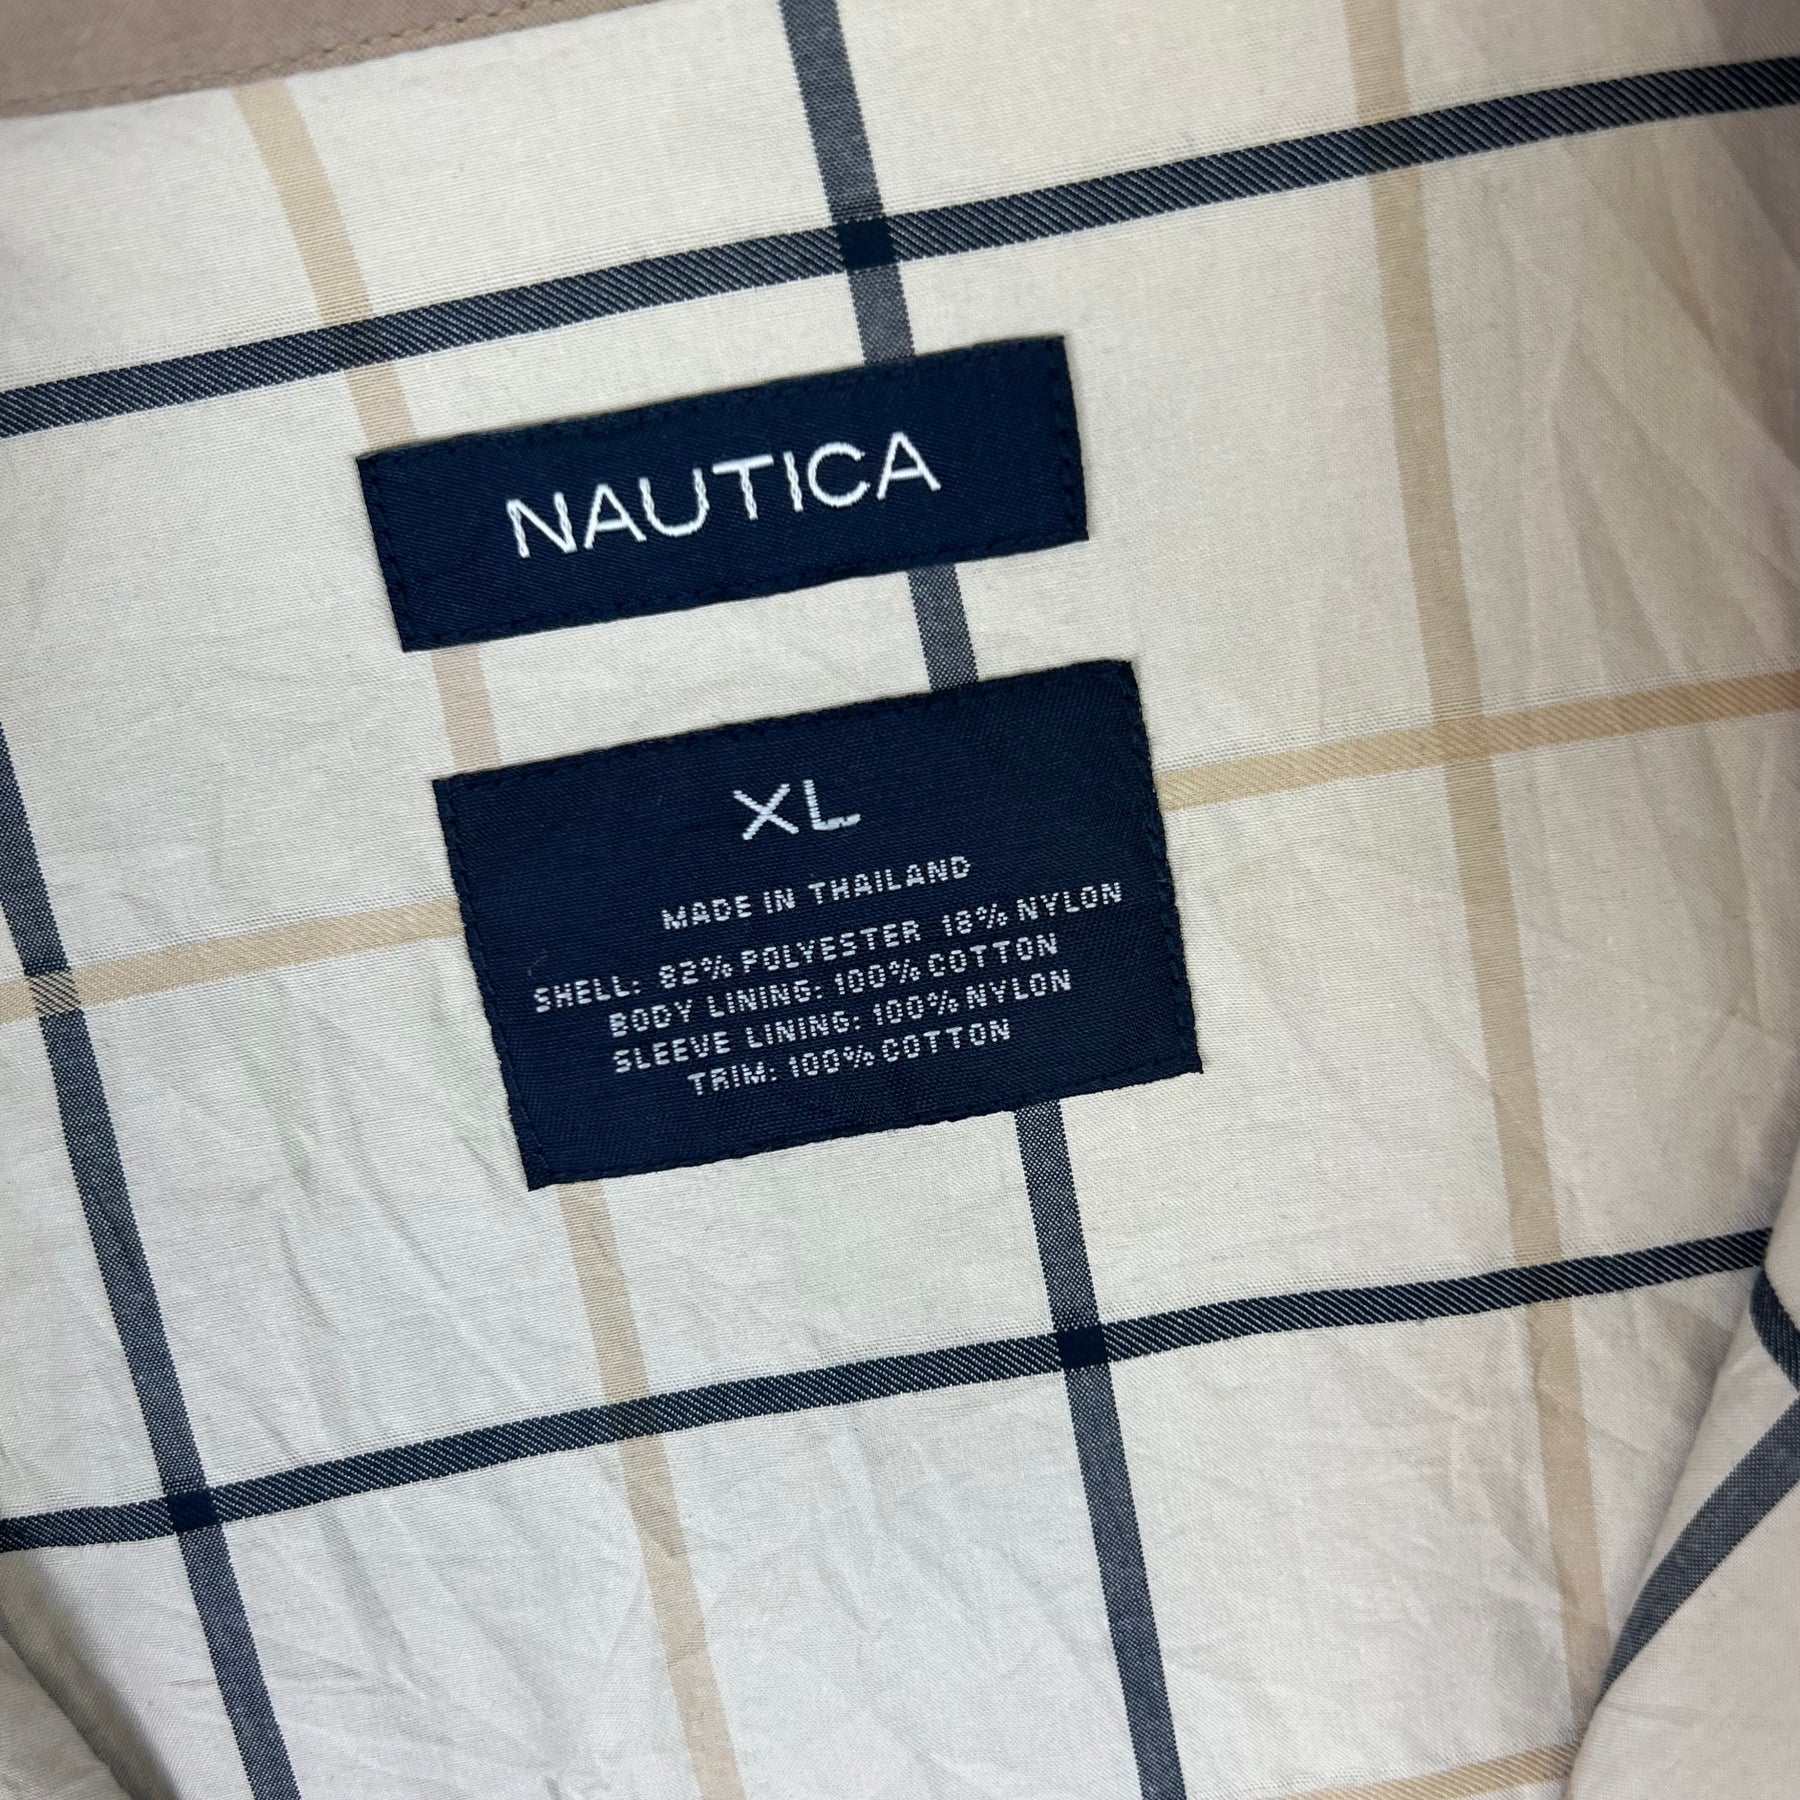 NAUTICA
XL
MADE IN THAILAND
SHELL: 82% POLYESTER 18% NYLON
BODY LINING: 100% COTTON
SLEEVE LINING: 100% NYLON
TRIM: 100% COTTON